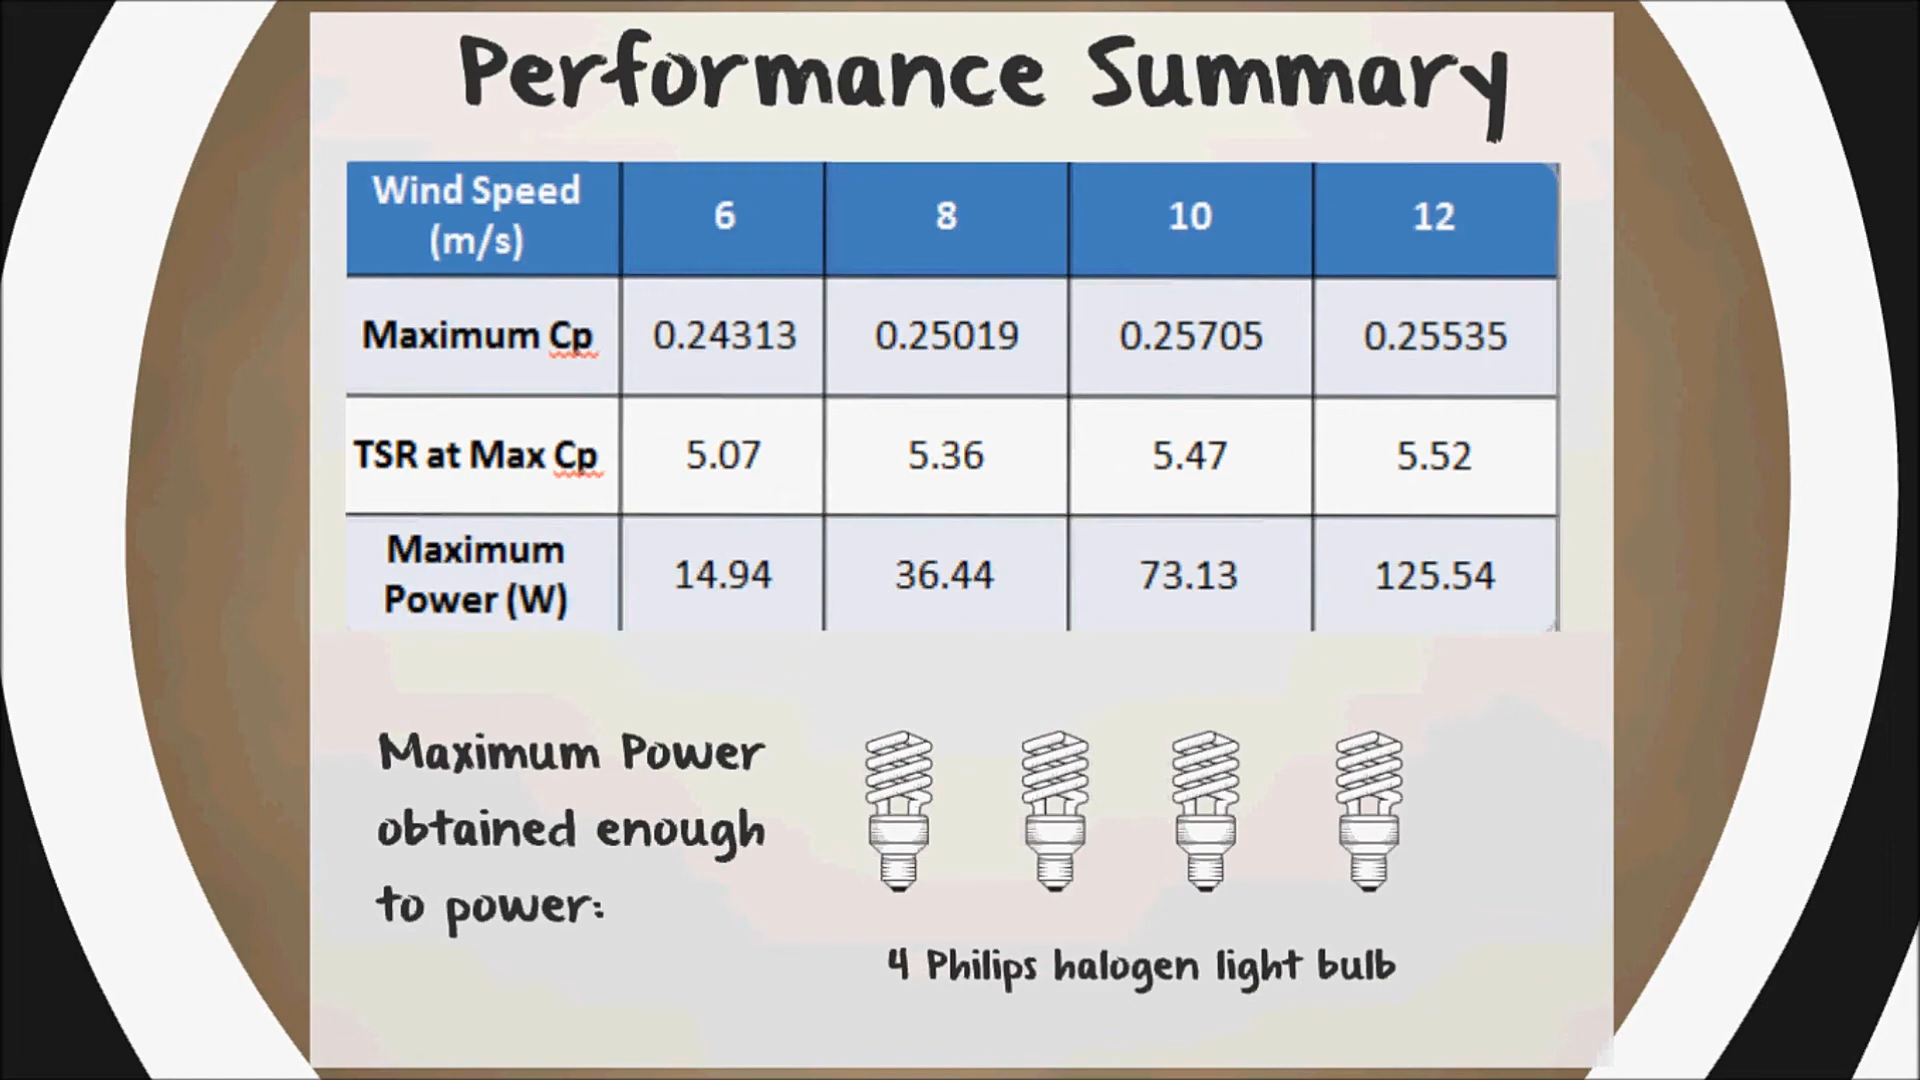 Performance Summary
Wind Speed (m/s) 6 8 10 12
Maximum Cp 0.24313 0.25019 0.25705 0.25535
TSR at Max Cp 5.07 5.36 5.47 5.52
Maximum Power (W) 14.94 36.44 73.13 125.54
Maximum Power
obtained enough
to power:
4 Philips halogen light bulb